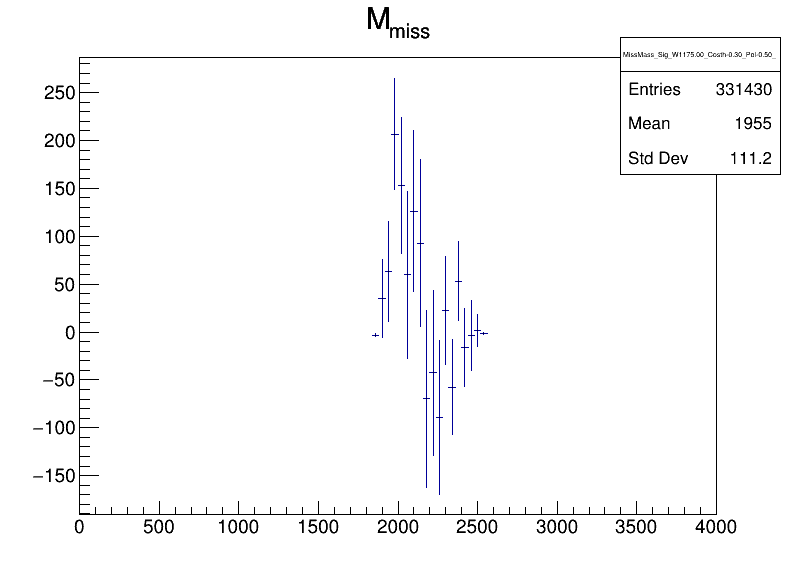 M_miss
MissMass_Sig_W1175.00_Costh-0.30_Pol-0.50_
Entries 331430
Mean 1955
Std Dev 111.2
250
200
150
100
50
0
−50
−100
−150
0 500 1000 1500 2000 2500 3000 3500 4000